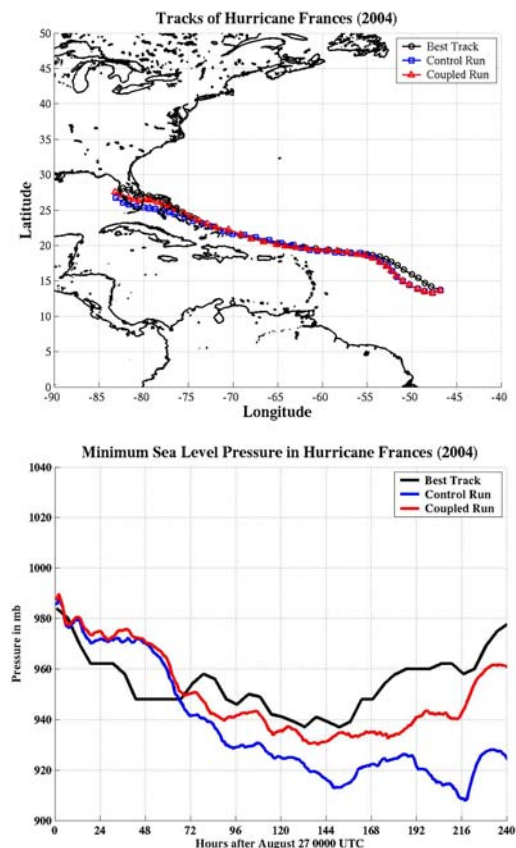 Tracks of Hurricane Frances (2004)
50
45
40
35
30
25
20
15
10
5
0
Latitude
Best Track
Control Run
Coupled Run
-90 -85 -80 -75 -70 -65 -60 -55 -50 -45 -40
Longitude
Minimum Sea Level Pressure in Hurricane Frances (2004)
1040
1020
1000
980
960
940
920
900
Pressure in mb
Best Track
Control Run
Coupled Run
0 24 48 72 96 120 144 168 192 216 240
Hours after August 27 0000 UTC